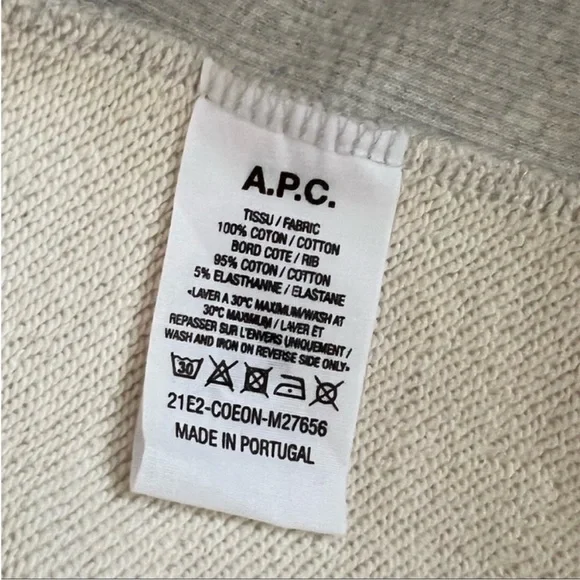 A.P.C.
TISSU / FABRIC
100% COTON / COTTON
BORD COTE / RIB
95% COTON / COTTON
5% ELASTHANNE / ELASTANE
«LAVER A 30°C MAXIMUM/WASH AT
30°C MAXIMUM / LAVER ET
REPASSER SUR L'ENVERS UNIQUEMENT /
WASH AND IRON ON REVERSE SIDE ONLY»
30
21E2-COEON-M27656
MADE IN PORTUGAL